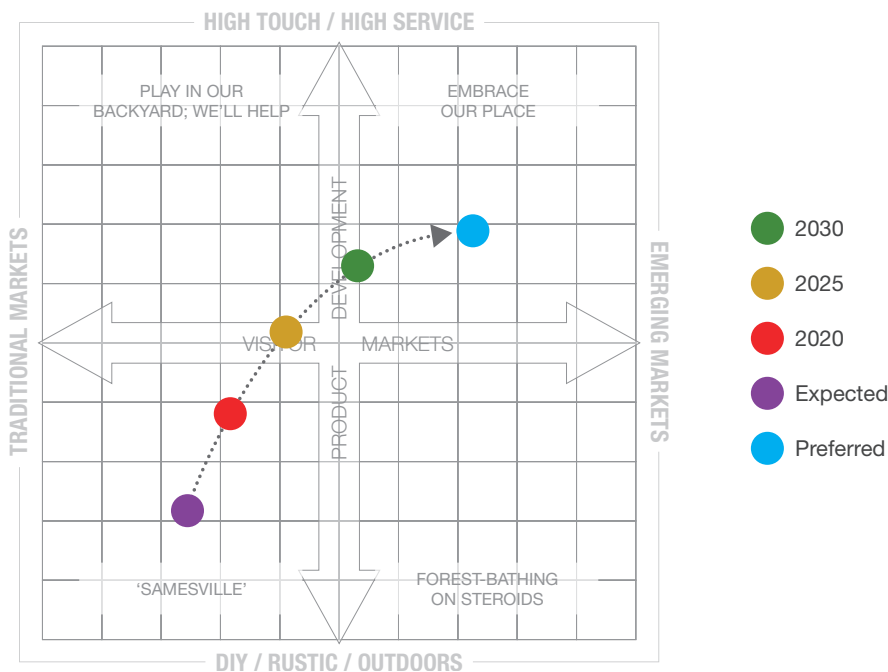 HIGH TOUCH / HIGH SERVICE
PLAY IN OUR
BACKYARD; WE'LL HELP
EMBRACE
OUR PLACE
TRADITIONAL MARKETS
EMERGING MARKETS
DEVELOPMENT
VISITOR MARKETS
PRODUCT
'SAMESVILLE'
FOREST-BATHING
ON STEROIDS
DIY / RUSTIC / OUTDOORS
2030
2025
2020
Expected
Preferred